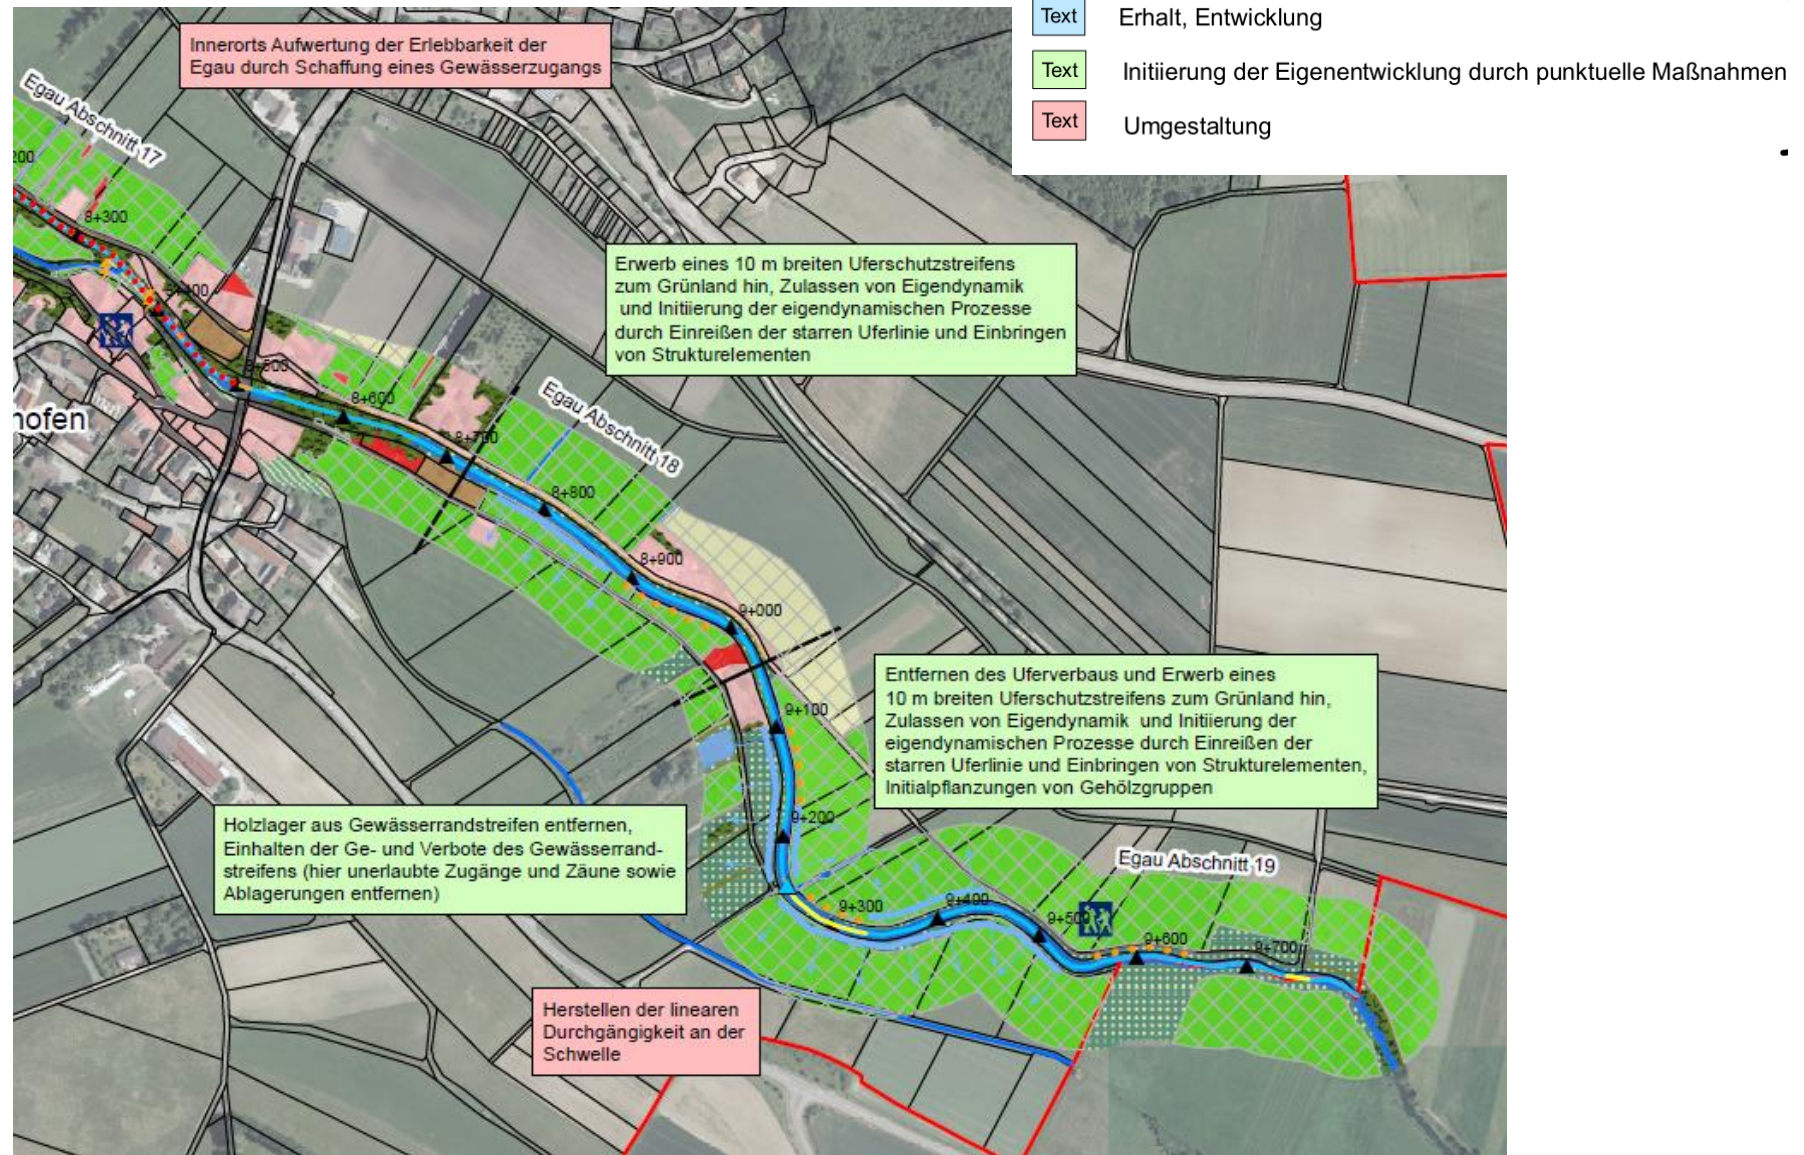 Text Erhalt, Entwicklung
Text Initiierung der Eigenentwicklung durch punktuelle Maßnahmen
Text Umgestaltung
Innerorts Aufwertung der Erlebbarkeit der
Egau durch Schaffung eines Gewässerzugangs
Egau Abschnitt 17
200
8+300
8+500
hofen
Erwerb eines 10 m breiten Uferschutzstreifens
zum Grünland hin, Zulassen von Eigendynamik
und Initiierung der eigendynamischen Prozesse
durch Einreißen der starren Uferlinie und Einbringen
von Strukturelementen
8+600
Egau Abschnitt 18
8+700
8+800
8+900
9+000
9+100
Entfernen des Uferverbaus und Erwerb eines
10 m breiten Uferschutzstreifens zum Grünland hin,
Zulassen von Eigendynamik und Initiierung der
eigendynamischen Prozesse durch Einreißen der
starren Uferlinie und Einbringen von Strukturelementen,
Initialpflanzungen von Gehölzgruppen
9+200
Holzlager aus Gewässerrandstreifen entfernen,
Einhalten der Ge- und Verbote des Gewässerrand-
streifens (hier unerlaubte Zugänge und Zäune sowie
Ablagerungen entfernen)
Egau Abschnitt 19
9+300
9+400
9+500
9+600
9+700
Herstellen der linearen
Durchgängigkeit an der
Schwelle